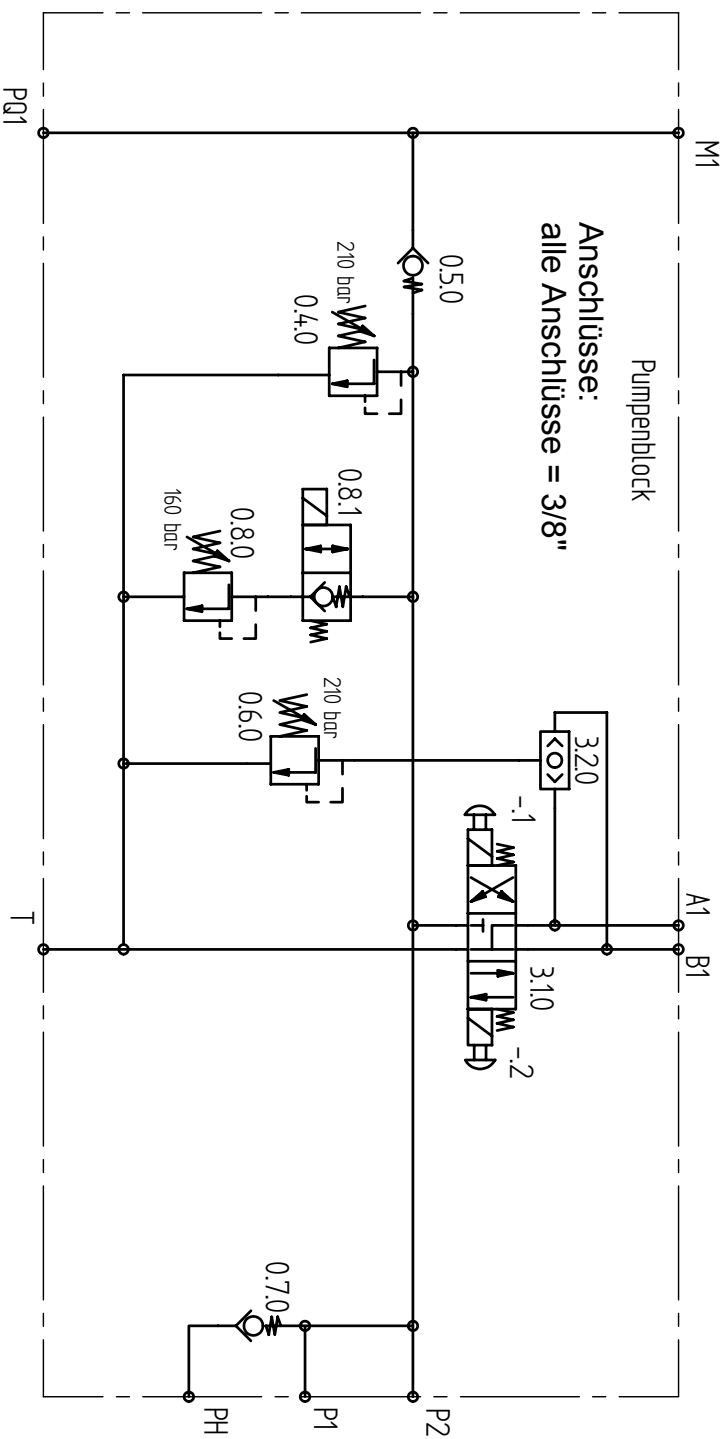 M1
PQ1
Pumpenblock
Anschlüsse:
alle Anschlüsse = 3/8"
0.5.0
210 bar
0.4.0
0.8.1
0.8.0
160 bar
210 bar
0.6.0
3.2.0
-.1
3.1.0
-.2
A1
B1
T
0.7.0
PH
P1
P2